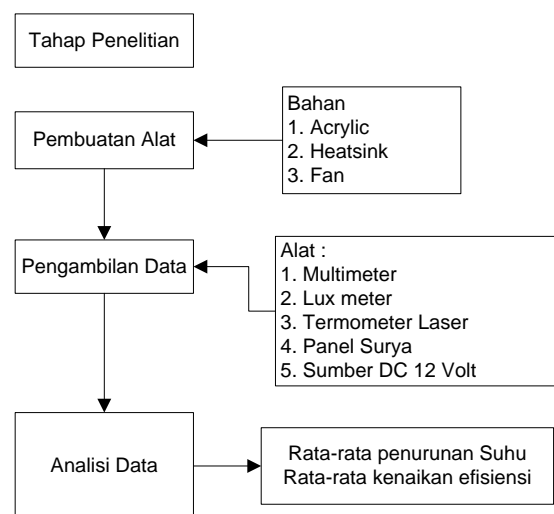 Tahap Penelitian
Pembuatan Alat
Bahan
1. Acrylic
2. Heatsink
3. Fan
Pengambilan Data
Alat :
1. Multimeter
2. Lux meter
3. Termometer Laser
4. Panel Surya
5. Sumber DC 12 Volt
Analisi Data
Rata-rata penurunan Suhu
Rata-rata kenaikan efisiensi